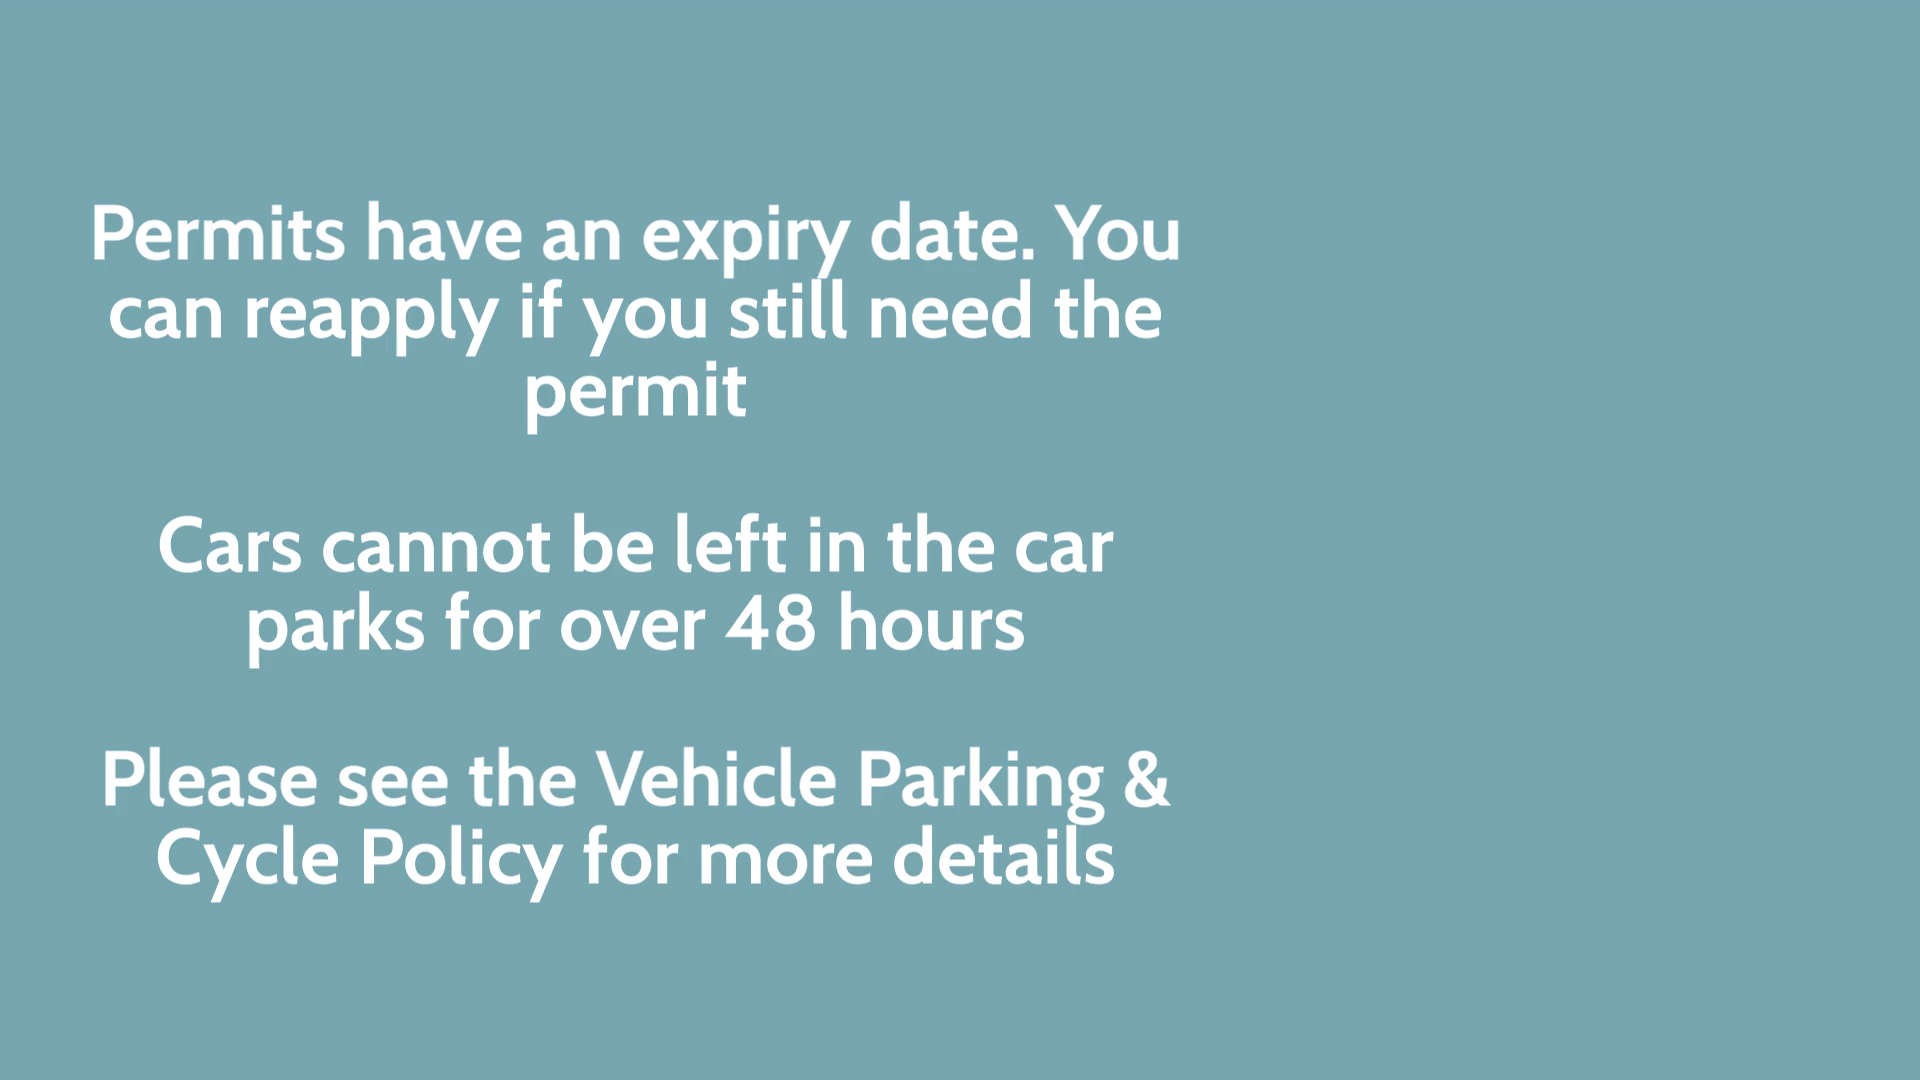 Permits have an expiry date. You
can reapply if you still need the
permit
Cars cannot be left in the car
parks for over 48 hours
Please see the Vehicle Parking &
Cycle Policy for more details